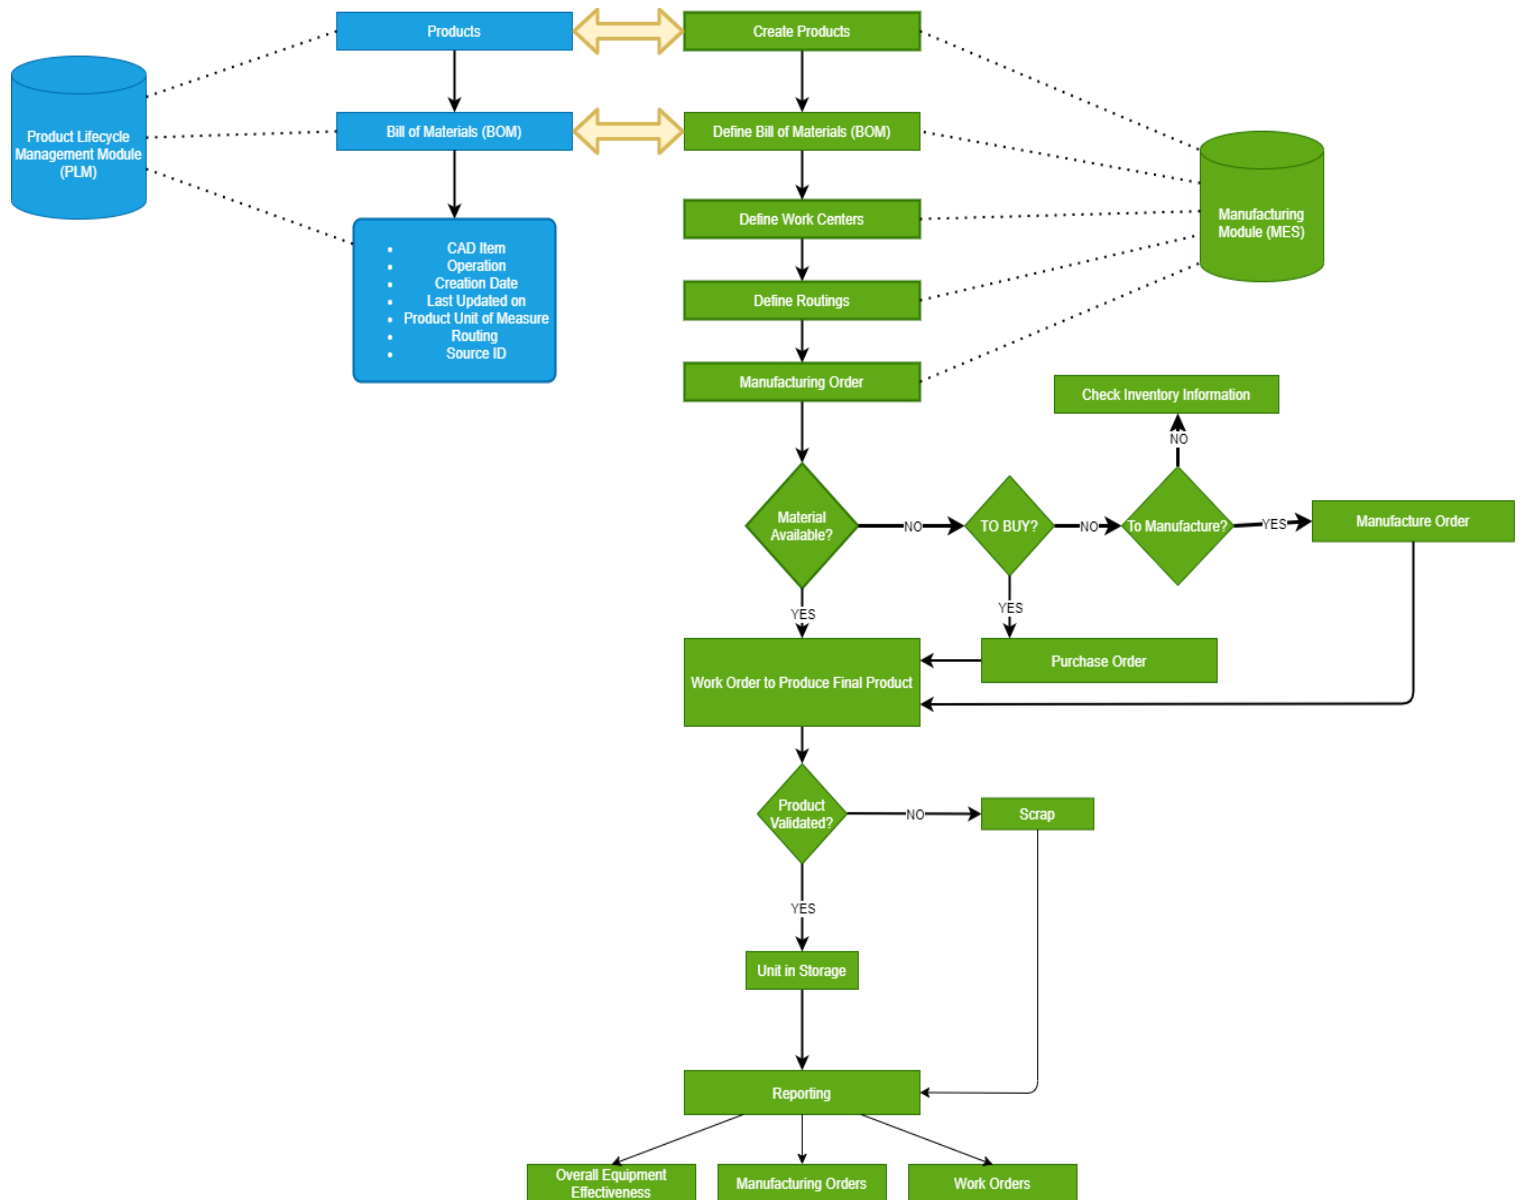 Products
Create Products
Product Lifecycle
Management Module
(PLM)
Bill of Materials (BOM)
Define Bill of Materials (BOM)
Manufacturing
Module (MES)
Define Work Centers
CAD Item
Operation
Creation Date
Last Updated on
Product Unit of Measure
Routing
Source ID
Define Routings
Manufacturing Order
Check Inventory Information
NO
Material
Available?
NO
TO BUY?
NO
To Manufacture?
YES
Manufacture Order
YES
YES
Work Order to Produce Final Product
Purchase Order
Product
Validated?
NO
Scrap
YES
Unit in Storage
Reporting
Overall Equipment
Effectiveness
Manufacturing Orders
Work Orders